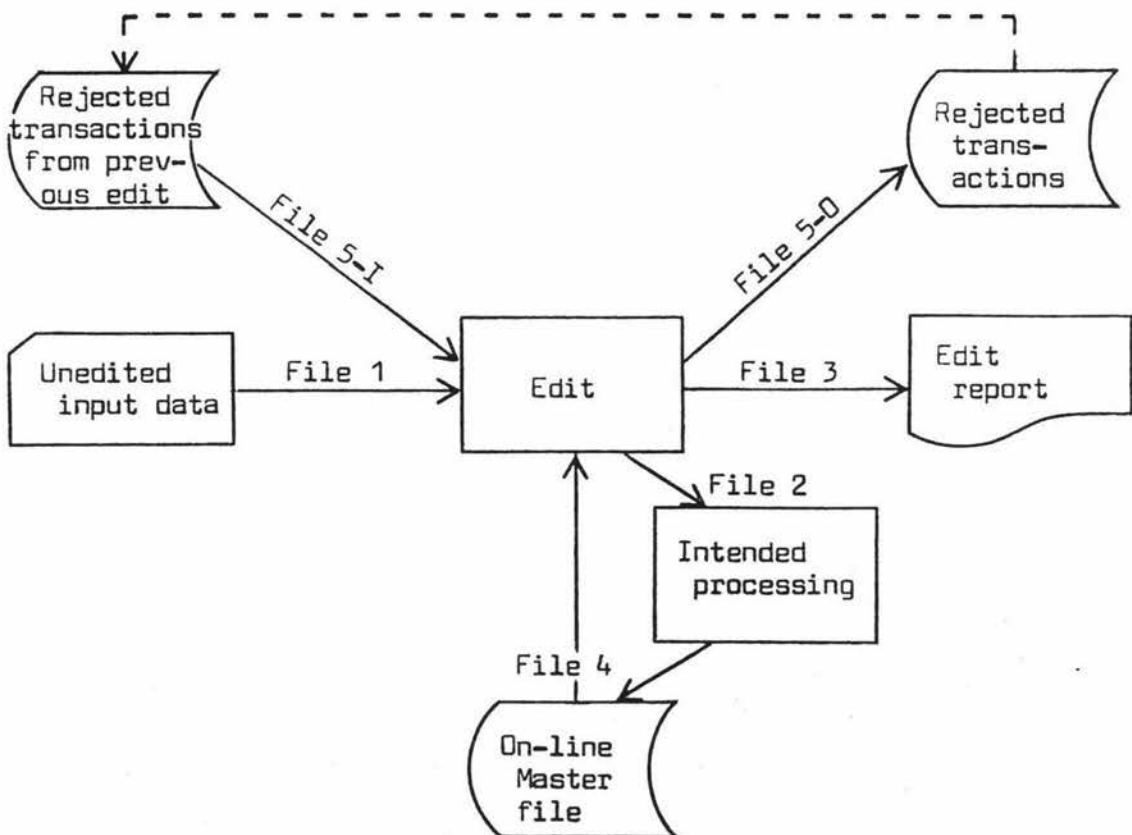 Rejected
transactions
from prev-
ous edit
Rejected
trans-
actions
File 5-I
File 5-O
Unedited
input data
File 1
Edit
File 3
Edit
report
File 2
Intended
processing
File 4
On-line
Master
file